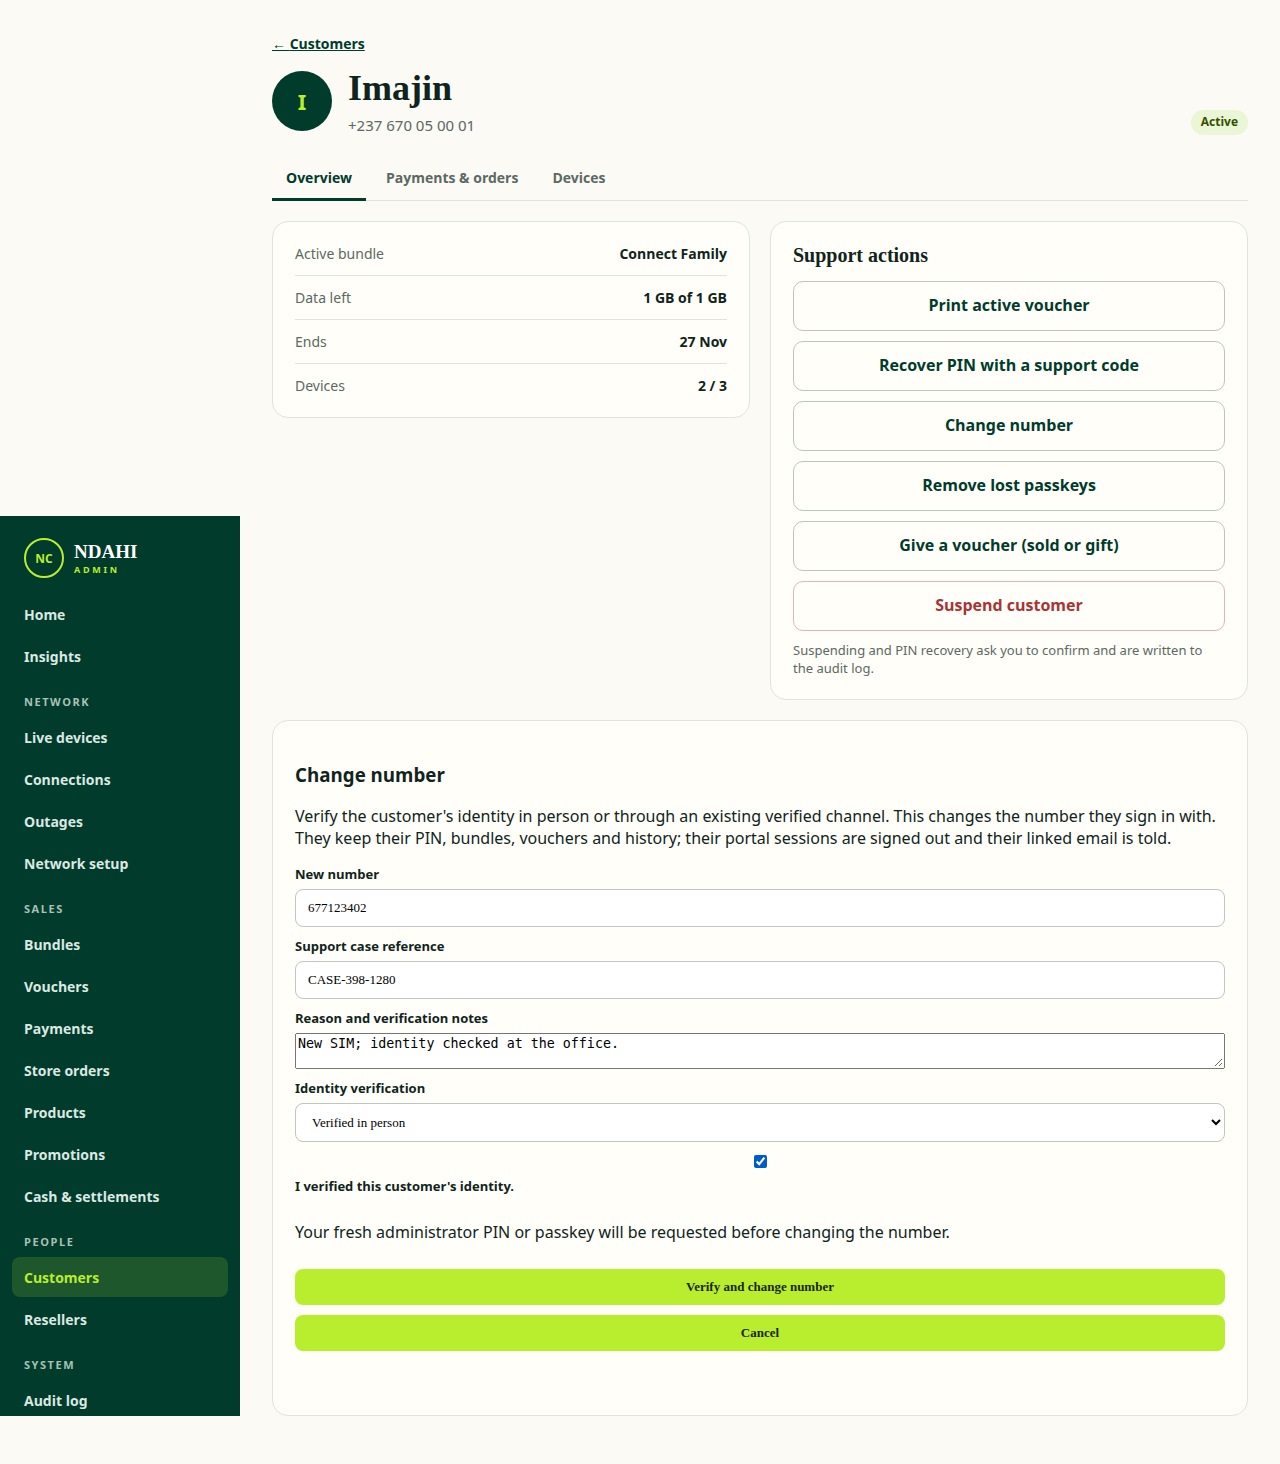 ← Customers
I
Imajin
+237 670 05 00 01
Active
Overview
Payments & orders
Devices
Active bundle
Connect Family
Data left
1 GB of 1 GB
Ends
27 Nov
Devices
2 / 3
Support actions
Print active voucher
Recover PIN with a support code
Change number
Remove lost passkeys
Give a voucher (sold or gift)
Suspend customer
Suspending and PIN recovery ask you to confirm and are written to
the audit log.
NC
NDAHI
ADMIN
Home
Insights
NETWORK
Live devices
Connections
Outages
Network setup
SALES
Bundles
Vouchers
Payments
Store orders
Products
Promotions
Cash & settlements
PEOPLE
Customers
Resellers
SYSTEM
Audit log
Change number
Verify the customer's identity in person or through an existing verified channel. This changes the number they sign in with.
They keep their PIN, bundles, vouchers and history; their portal sessions are signed out and their linked email is told.
New number
677123402
Support case reference
CASE-398-1280
Reason and verification notes
New SIM; identity checked at the office.
Identity verification
Verified in person
I verified this customer's identity.
Your fresh administrator PIN or passkey will be requested before changing the number.
Verify and change number
Cancel